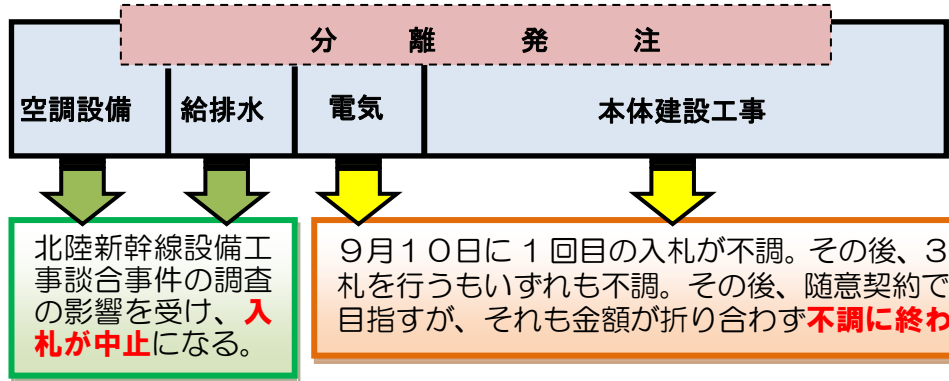 分離発注
空調設備
給排水
電気
本体建設工事
北陸新幹線設備工
事談合事件の調査
の影響を受け、入
札が中止になる。
９月１０日に１回目の入札が不調。その後、３
札を行うもいずれも不調。その後、随意契約で
目指すが、それも金額が折り合わず不調に終わ